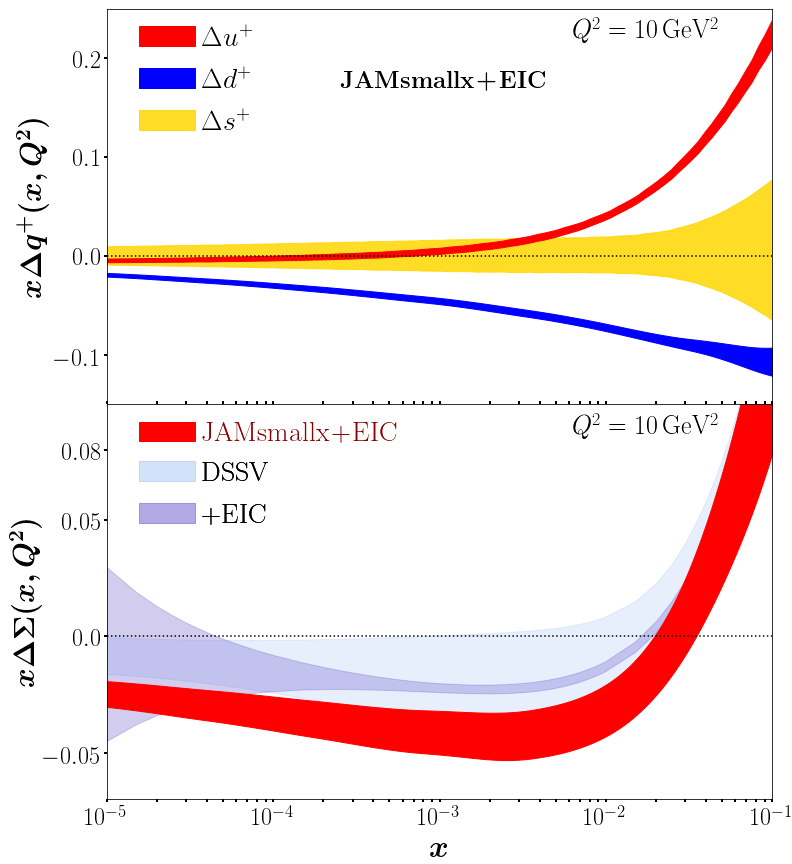 Δu⁺
Q² = 10 GeV²
Δd⁺
JAMsmallx+EIC
Δs⁺
0.2
0.1
0.0
−0.1
xΔq⁺(x, Q²)
JAMsmallx+EIC
Q² = 10 GeV²
DSSV
+EIC
0.08
0.05
0.0
−0.05
xΔΣ(x, Q²)
10⁻⁵ 10⁻⁴ 10⁻³ 10⁻² 10⁻¹
x